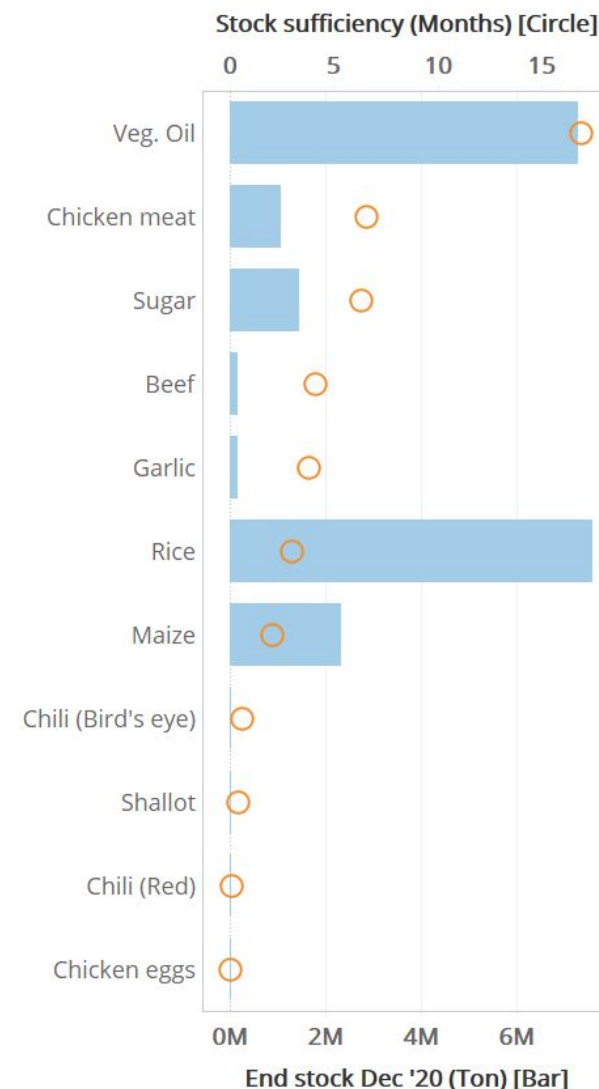 Stock sufficiency (Months) [Circle]
0 5 10 15
Veg. Oil
Chicken meat
Sugar
Beef
Garlic
Rice
Maize
Chili (Bird's eye)
Shallot
Chili (Red)
Chicken eggs
0M 2M 4M 6M
End stock Dec '20 (Ton) [Bar]